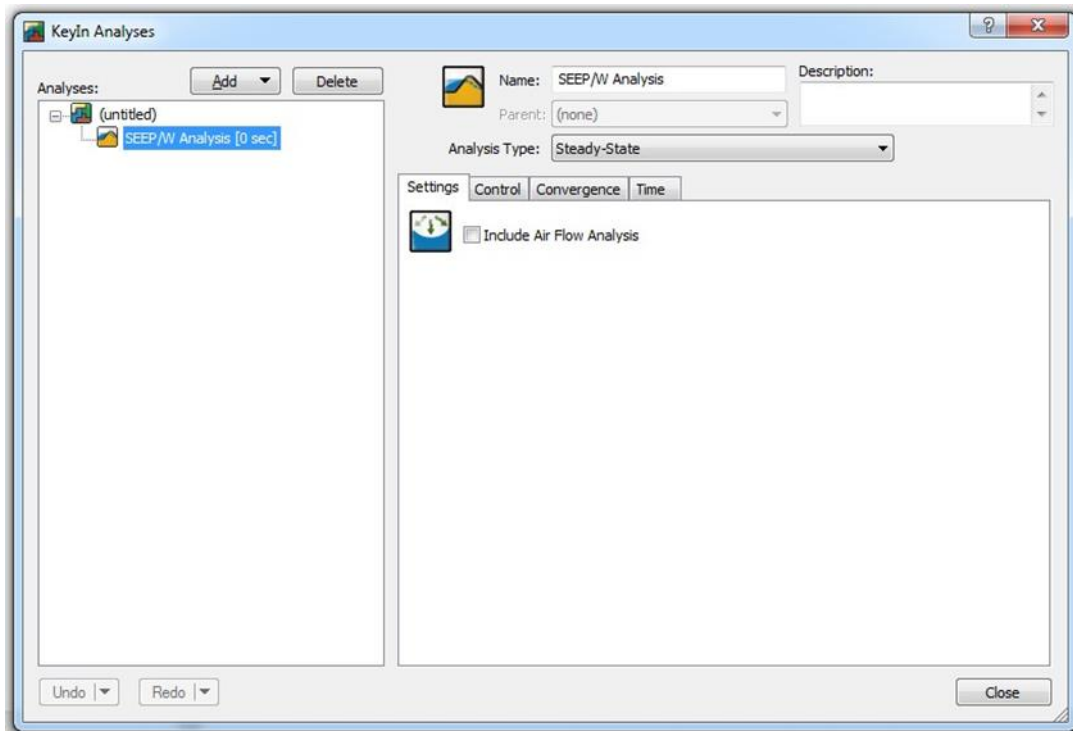 KeyIn Analyses
Analyses:
Add
Delete
(untitled)
SEEP/W Analysis [0 sec]
Name:
SEEP/W Analysis
Description:
Parent:
(none)
Analysis Type:
Steady-State
Settings
Control
Convergence
Time
Include Air Flow Analysis
Undo
Redo
Close